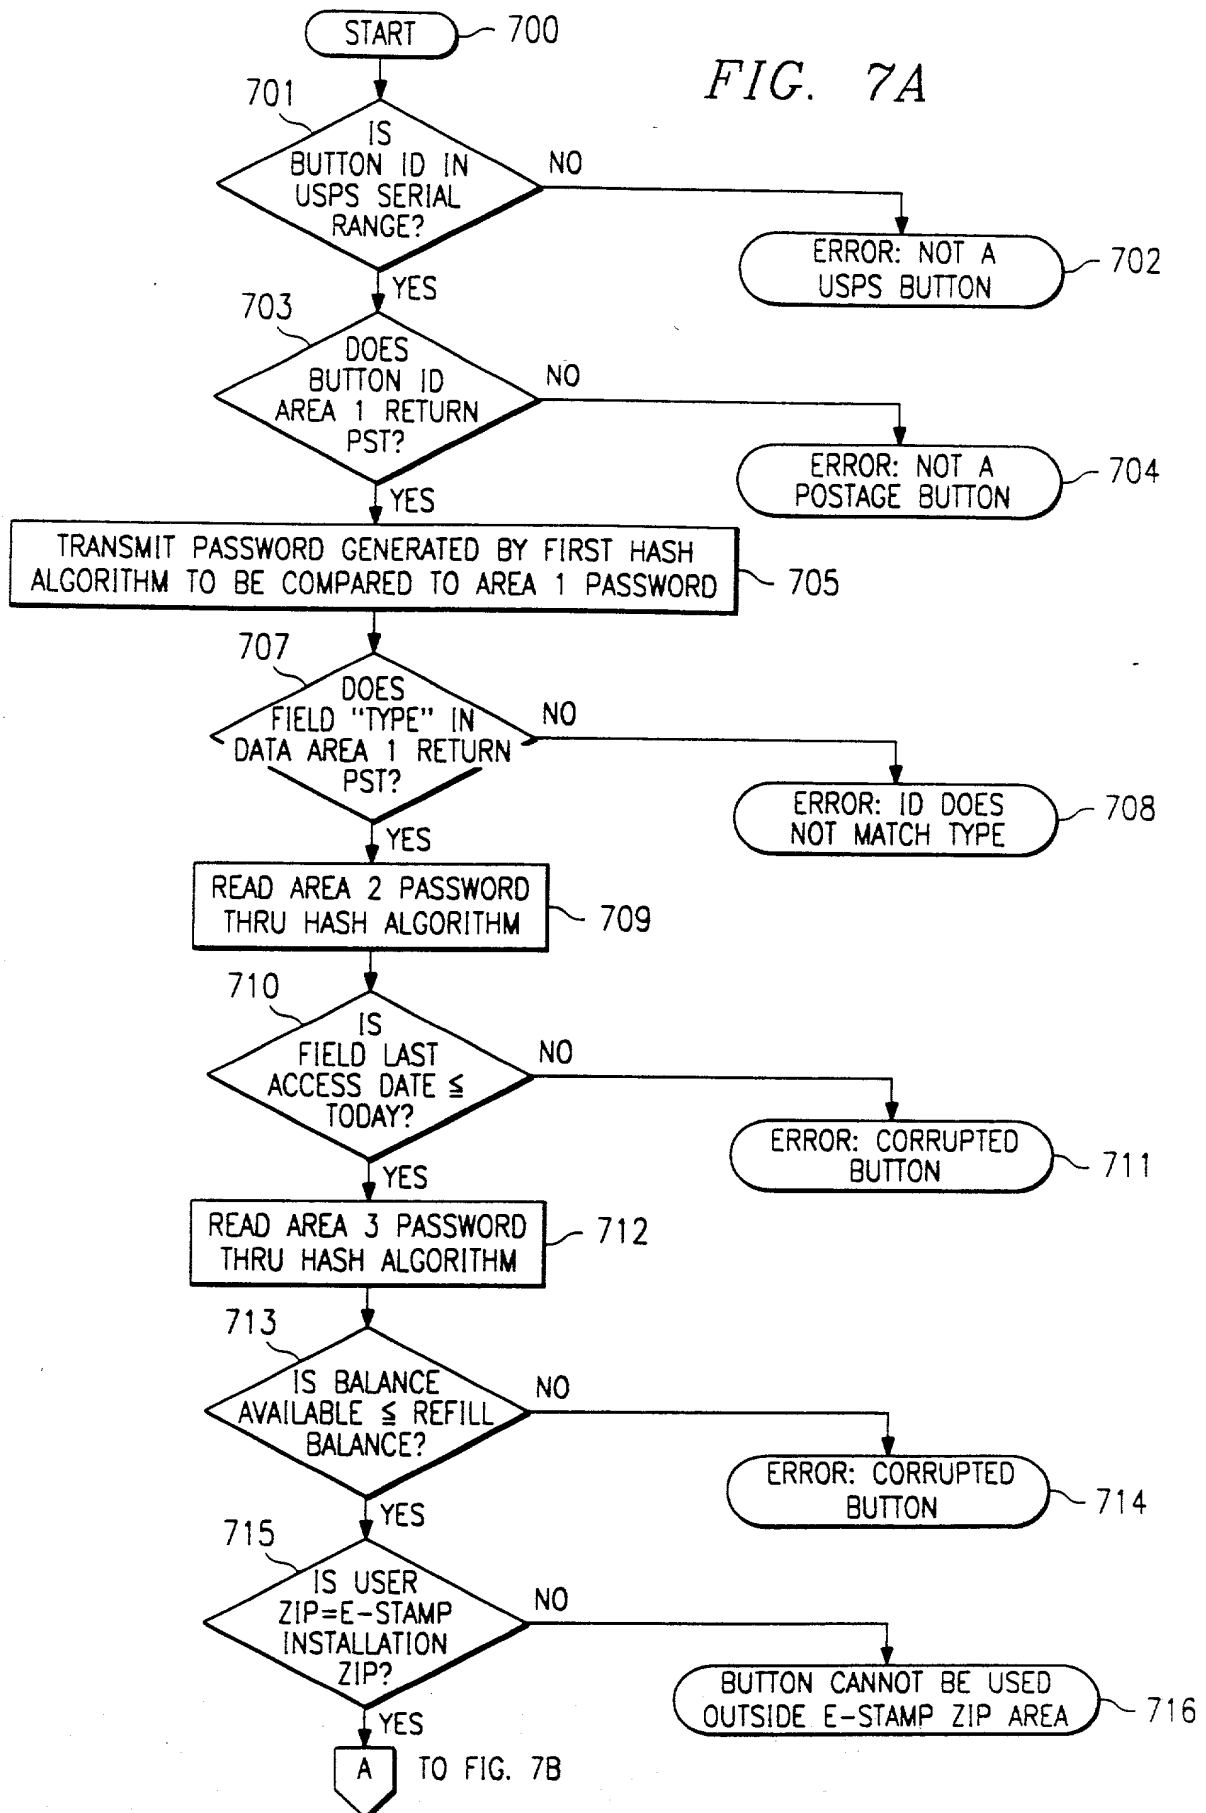 START
700
FIG. 7A
701
IS
BUTTON ID IN
USPS SERIAL
RANGE?
NO
ERROR: NOT A
USPS BUTTON
702
YES
703
DOES
BUTTON ID
AREA 1 RETURN
PST?
NO
ERROR: NOT A
POSTAGE BUTTON
704
YES
TRANSMIT PASSWORD GENERATED BY FIRST HASH
ALGORITHM TO BE COMPARED TO AREA 1 PASSWORD
705
707
DOES
FIELD "TYPE" IN
DATA AREA 1 RETURN
PST?
NO
ERROR: ID DOES
NOT MATCH TYPE
708
YES
READ AREA 2 PASSWORD
THRU HASH ALGORITHM
709
710
IS
FIELD LAST
ACCESS DATE ≦
TODAY?
NO
ERROR: CORRUPTED
BUTTON
711
YES
READ AREA 3 PASSWORD
THRU HASH ALGORITHM
712
713
IS BALANCE
AVAILABLE ≦ REFILL
BALANCE?
NO
ERROR: CORRUPTED
BUTTON
714
YES
715
IS USER
ZIP=E-STAMP
INSTALLATION
ZIP?
NO
BUTTON CANNOT BE USED
OUTSIDE E-STAMP ZIP AREA
716
YES
A
TO FIG. 7B